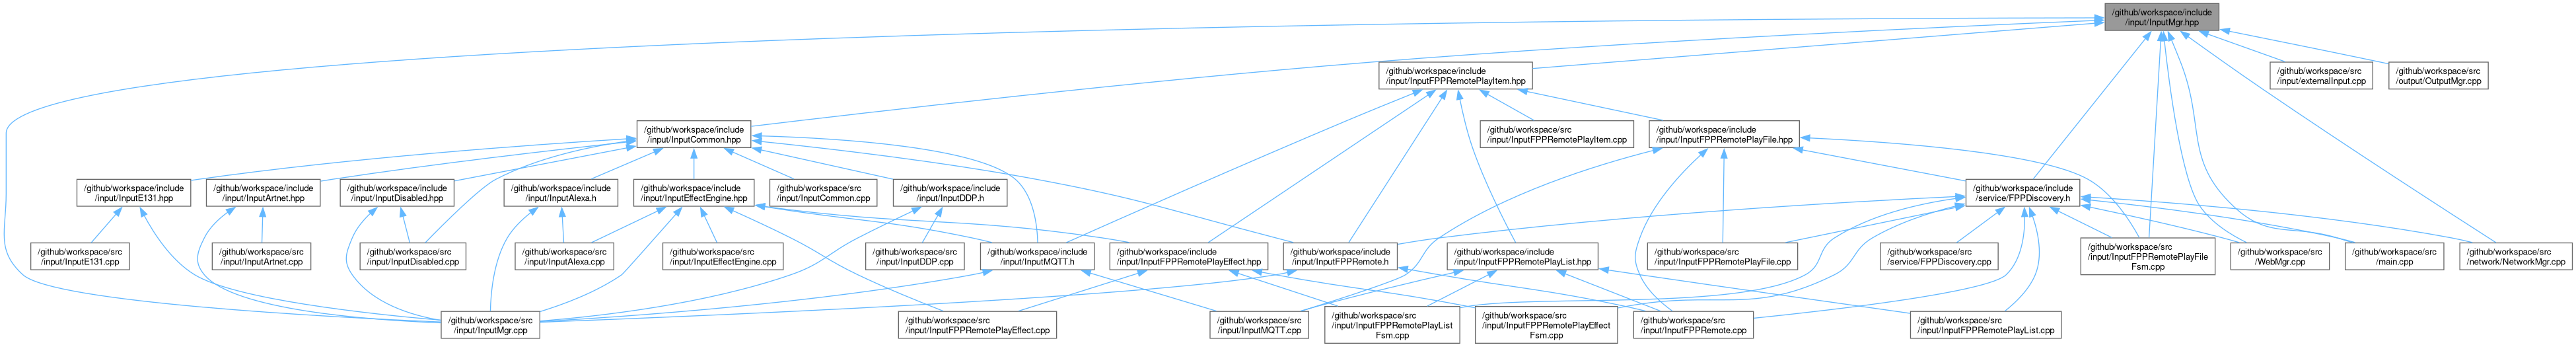 /github/workspace/include
/input/InputMgr.hpp
/github/workspace/include
/input/InputFPPRemotePlayItem.hpp
/github/workspace/src
/input/externalInput.cpp
/github/workspace/src
/output/OutputMgr.cpp
/github/workspace/include
/input/InputCommon.hpp
/github/workspace/src
/input/InputFPPRemotePlayItem.cpp
/github/workspace/include
/input/InputFPPRemotePlayFile.hpp
/github/workspace/include
/input/InputE131.hpp
/github/workspace/include
/input/InputArtnet.hpp
/github/workspace/include
/input/InputDisabled.hpp
/github/workspace/include
/input/InputAlexa.h
/github/workspace/include
/input/InputEffectEngine.hpp
/github/workspace/src
/input/InputCommon.cpp
/github/workspace/include
/input/InputDDP.h
/github/workspace/include
/service/FPPDiscovery.h
/github/workspace/src
/input/InputE131.cpp
/github/workspace/src
/input/InputArtnet.cpp
/github/workspace/src
/input/InputDisabled.cpp
/github/workspace/src
/input/InputAlexa.cpp
/github/workspace/src
/input/InputEffectEngine.cpp
/github/workspace/src
/input/InputDDP.cpp
/github/workspace/include
/input/InputMQTT.h
/github/workspace/include
/input/InputFPPRemotePlayEffect.hpp
/github/workspace/include
/input/InputFPPRemote.h
/github/workspace/include
/input/InputFPPRemotePlayList.hpp
/github/workspace/src
/input/InputFPPRemotePlayFile.cpp
/github/workspace/src
/service/FPPDiscovery.cpp
/github/workspace/src
/input/InputFPPRemotePlayFile
Fsm.cpp
/github/workspace/src
/WebMgr.cpp
/github/workspace/src
/main.cpp
/github/workspace/src
/network/NetworkMgr.cpp
/github/workspace/src
/input/InputMgr.cpp
/github/workspace/src
/input/InputFPPRemotePlayEffect.cpp
/github/workspace/src
/input/InputMQTT.cpp
/github/workspace/src
/input/InputFPPRemotePlayList
Fsm.cpp
/github/workspace/src
/input/InputFPPRemotePlayEffect
Fsm.cpp
/github/workspace/src
/input/InputFPPRemote.cpp
/github/workspace/src
/input/InputFPPRemotePlayList.cpp